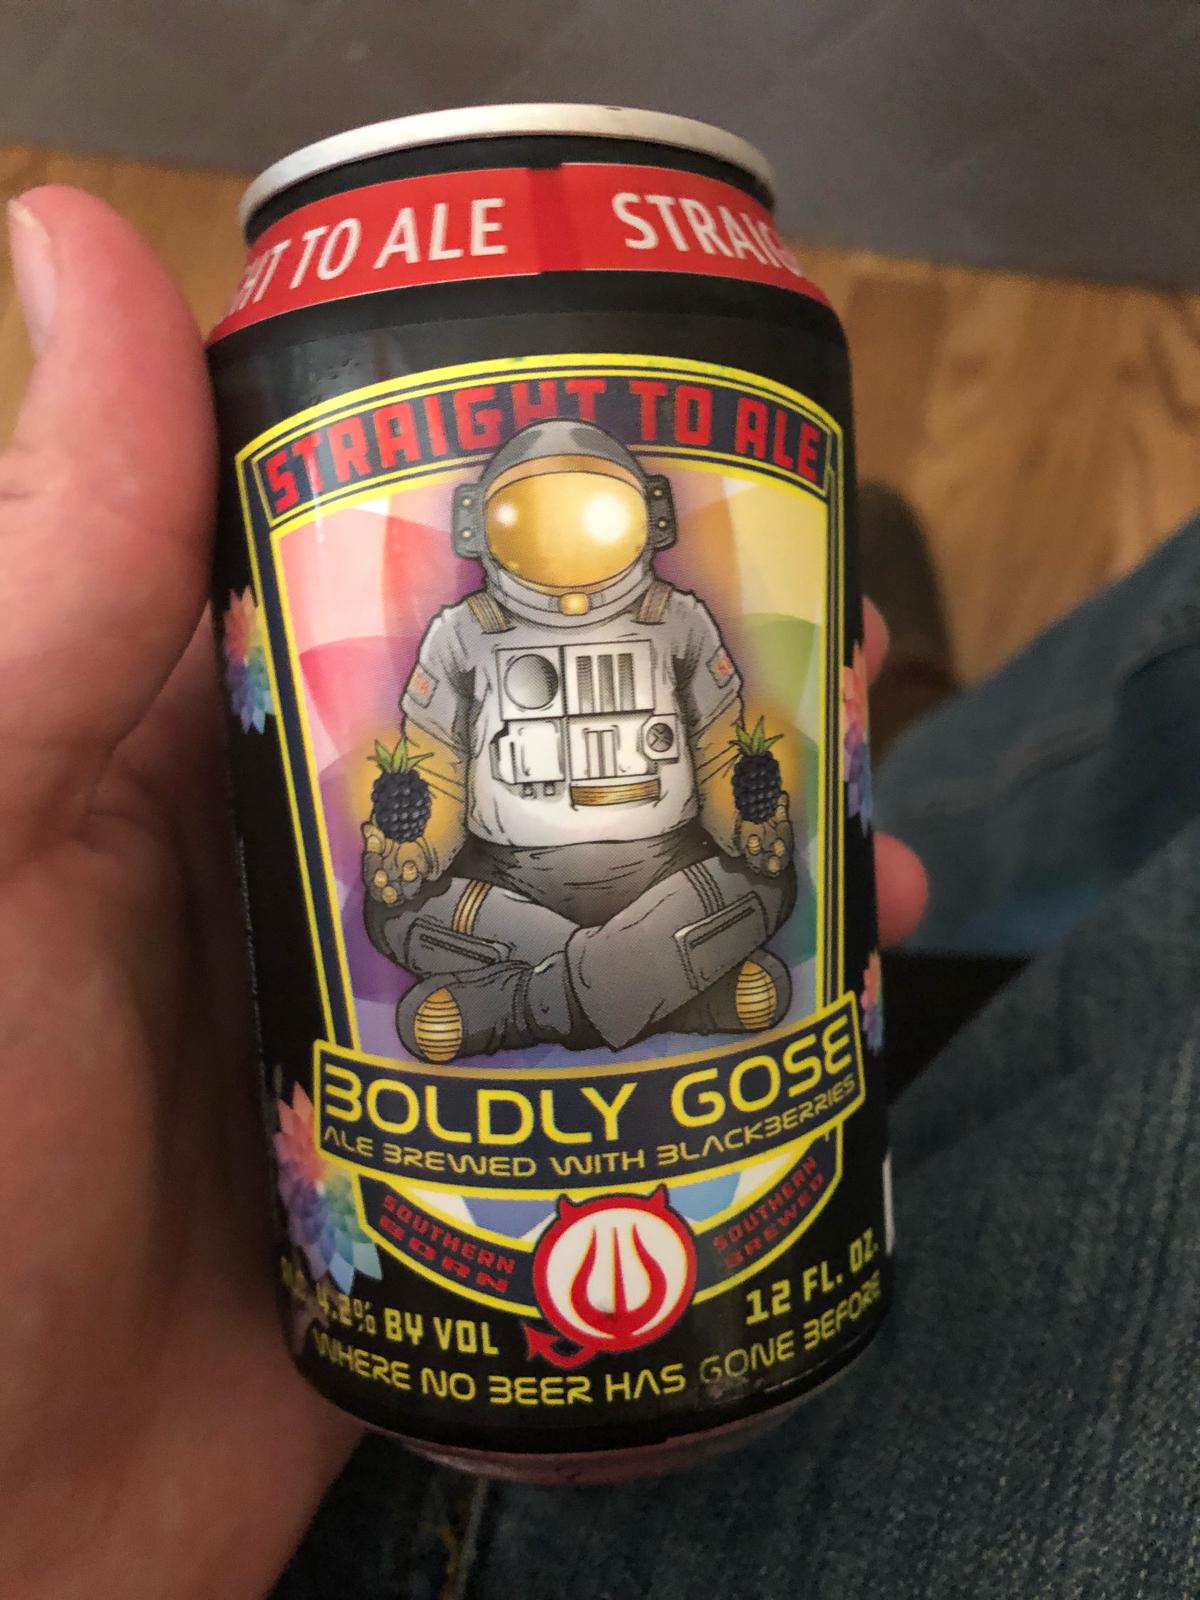 TO ALE
STRAIGHT TO ALE
BOLDLY GOSE
ALE BREWED WITH BLACKBERRIES
SOUTHERN
BORN
SOUTHERN
BREWED
4.2% BY VOL
12 FL. OZ.
WHERE NO BEER HAS GONE BEFORE